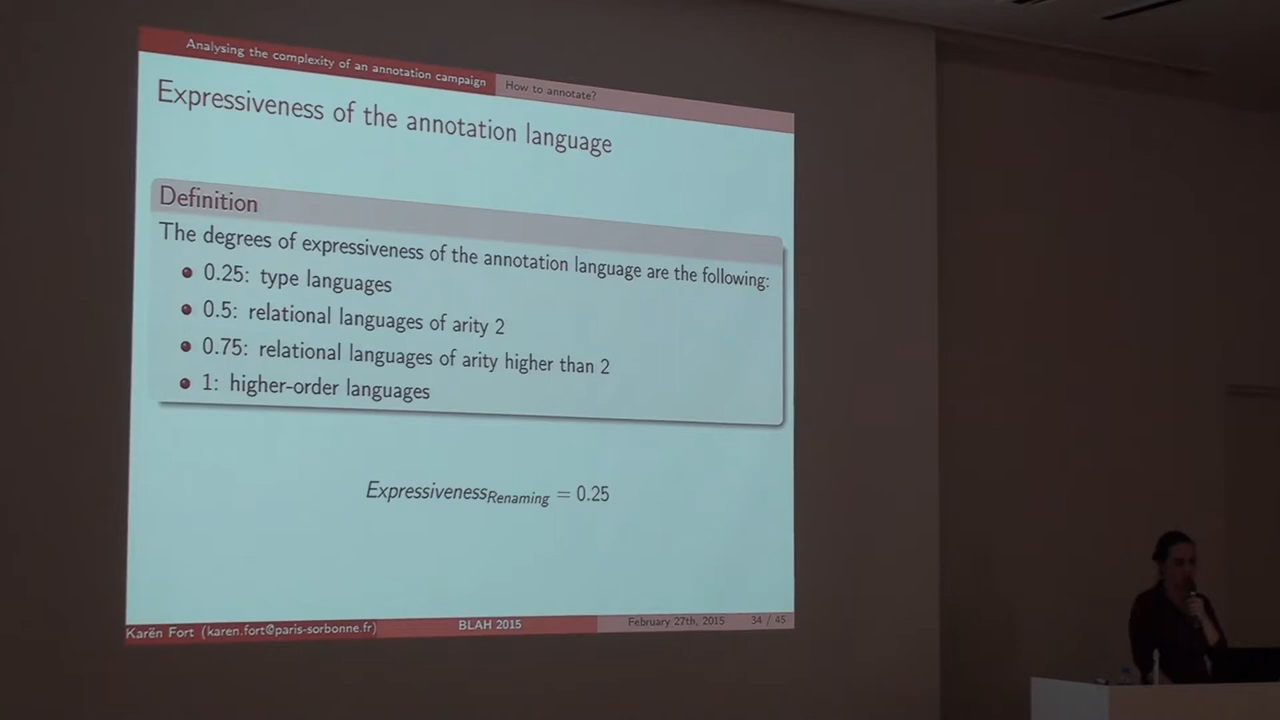 Analysing the complexity of an annotation campaign How to annotate?
Expressiveness of the annotation language
Definition
The degrees of expressiveness of the annotation language are the following:
0.25: type languages
0.5: relational languages of arity 2
0.75: relational languages of arity higher than 2
1: higher-order languages
Expressiveness_Renaming = 0.25
Karën Fort (karen.fort@paris-sorbonne.fr) BLAH 2015 February 27th, 2015 34 / 45